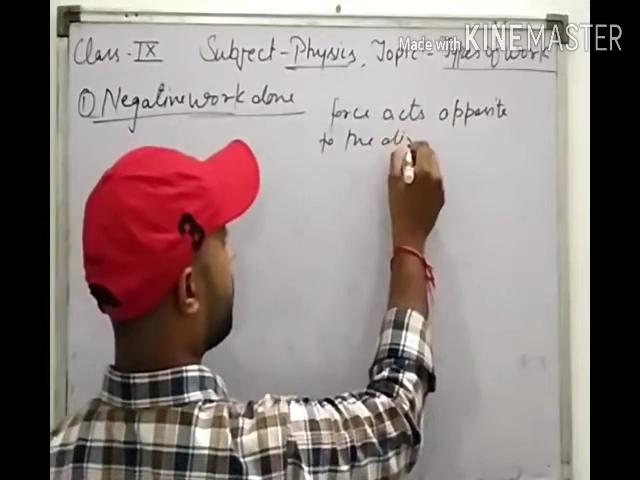 Class-IX Subject-Physics, Topic-Types of work
Made with KINEMASTER
① Negative work done force acts opposite
to the di